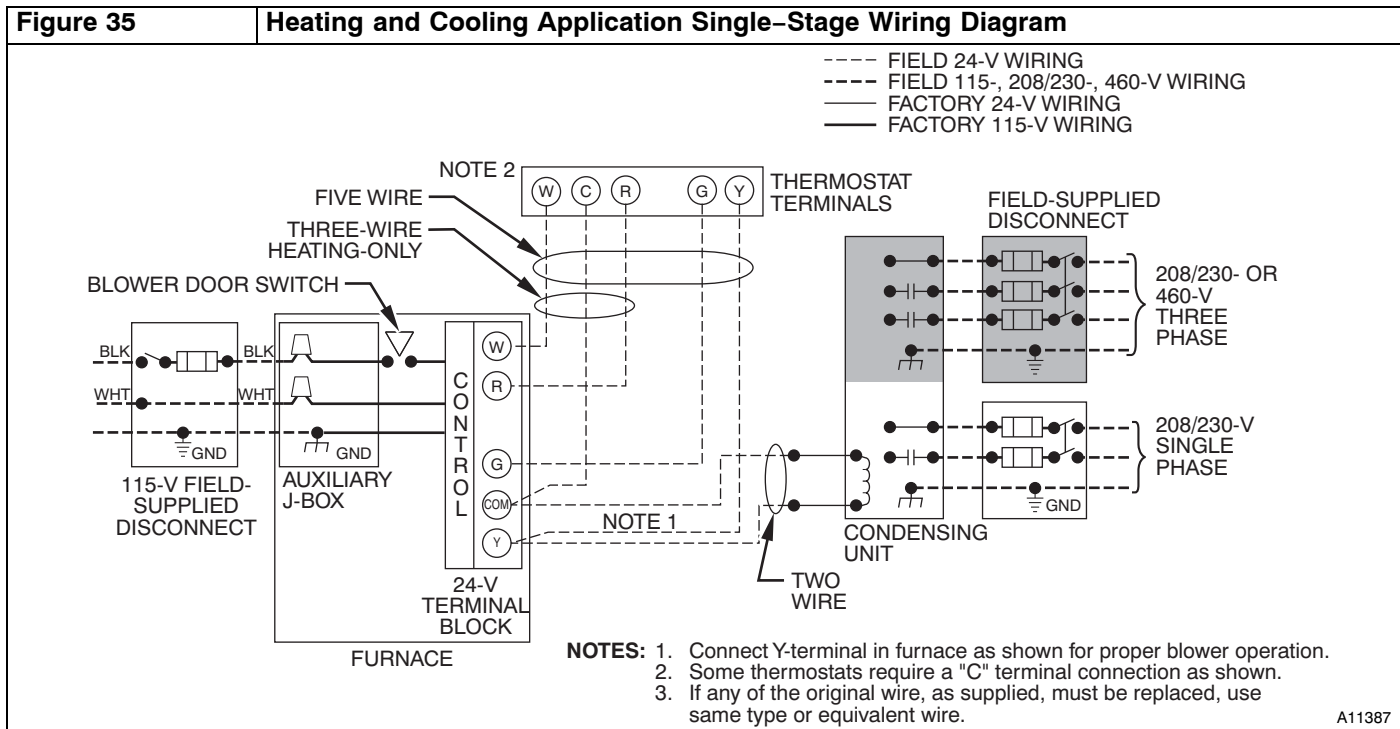 Figure 35
Heating and Cooling Application Single−Stage Wiring Diagram
FIELD 24-V WIRING
FIELD 115-, 208/230-, 460-V WIRING
FACTORY 24-V WIRING
FACTORY 115-V WIRING
NOTE 2
W C R G Y
THERMOSTAT
TERMINALS
FIVE WIRE
THREE-WIRE
HEATING-ONLY
BLOWER DOOR SWITCH
FIELD-SUPPLIED
DISCONNECT
208/230- OR
460-V
THREE
PHASE
BLK
BLK
WHT
WHT
GND
GND
115-V FIELD-
SUPPLIED
DISCONNECT
AUXILIARY
J-BOX
CONTROL
W
R
G
COM
Y
NOTE 1
24-V
TERMINAL
BLOCK
FURNACE
TWO
WIRE
CONDENSING
UNIT
GND
208/230-V
SINGLE
PHASE
NOTES: 1. Connect Y-terminal in furnace as shown for proper blower operation.
2. Some thermostats require a "C" terminal connection as shown.
3. If any of the original wire, as supplied, must be replaced, use
same type or equivalent wire.
A11387